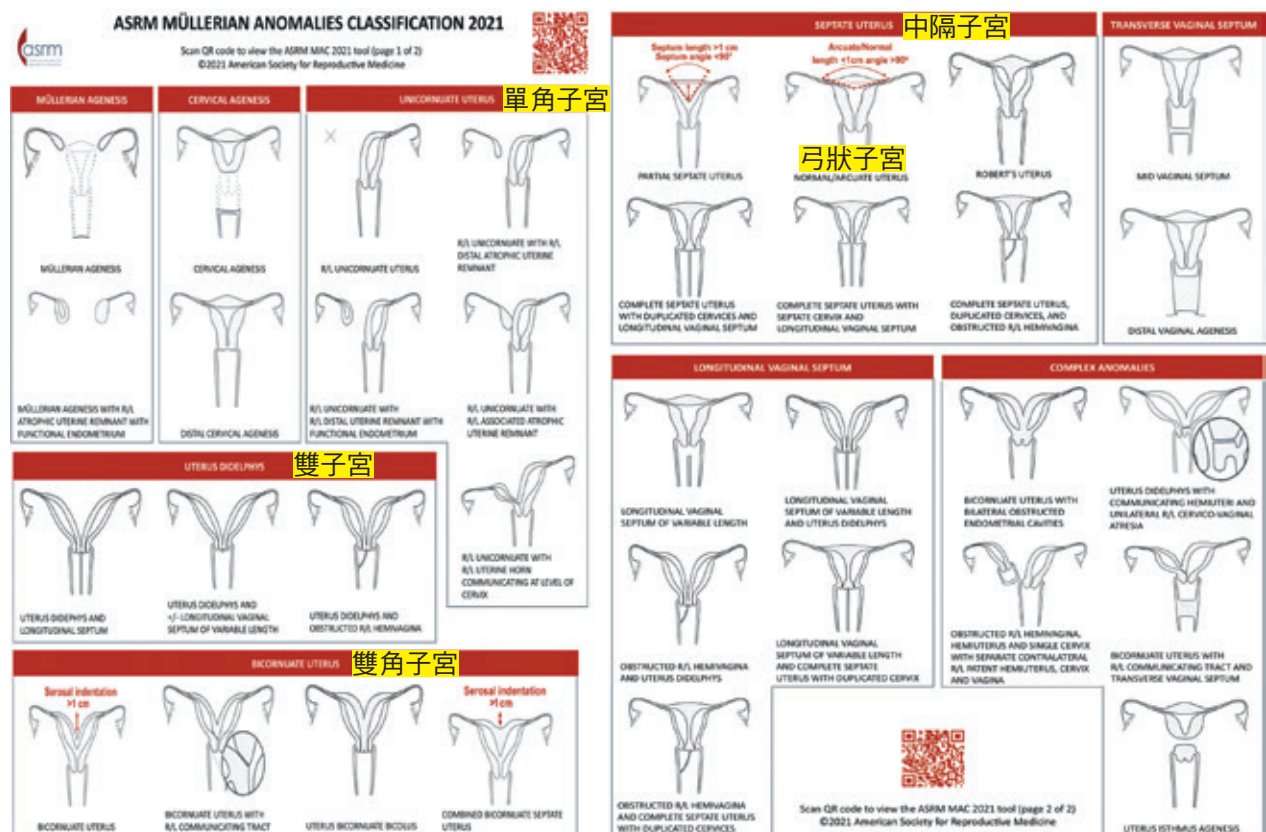 ASRM MÜLLERIAN ANOMALIES CLASSIFICATION 2021
asrm
Scan QR code to view the ASRM MAC 2021 tool (page 1 of 2)
©2021 American Society for Reproductive Medicine
MÜLLERIAN AGENESIS
MÜLLERIAN AGENESIS
MÜLLERIAN AGENESIS WITH R/L
ATROPHIC UTERINE REMNANT WITH
FUNCTIONAL ENDOMETRIUM
CERVICAL AGENESIS
CERVICAL AGENESIS
DISTAL CERVICAL AGENESIS
UNICORNUATE UTERUS 單角子宮
R/L UNICORNUATE UTERUS
R/L UNICORNUATE WITH R/L
DISTAL ATROPHIC UTERINE
REMNANT
R/L UNICORNUATE WITH
R/L DISTAL UTERINE REMNANT WITH
FUNCTIONAL ENDOMETRIUM
R/L UNICORNUATE WITH
R/L ASSOCIATED ATROPHIC
UTERINE REMNANT
R/L UNICORNUATE WITH
R/L UTERINE HORN
COMMUNICATING AT LEVEL OF
CERVIX
UTERUS DIDELPHYS 雙子宮
UTERUS DIDEPHYS AND
LONGITUDINAL SEPTUM
UTERUS DIDELPHYS AND
+/- LONGITUDINAL VAGINAL
SEPTUM OF VARIABLE LENGTH
UTERUS DIDELPHYS AND
OBSTRUCTED R/L HEMIVAGINA
BICORNUATE UTERUS 雙角子宮
Serosal indentation
>1 cm
BICORNUATE UTERUS
BICORNUATE UTERUS WITH
R/L COMMUNICATING TRACT
UTERUS BICORNUATE BICOLLIS
Serosal indentation
>1 cm
COMBINED BICORNUATE SEPTATE
UTERUS
SEPTATE UTERUS 中隔子宮
Septum length >1 cm
Septum angle <90°
PARTIAL SEPTATE UTERUS
Arcuate/Normal
length <1cm angle >90°
弓狀子宮
NORMAL/ARCUATE UTERUS
ROBERT'S UTERUS
COMPLETE SEPTATE UTERUS
WITH DUPLICATED CERVICES AND
LONGITUDINAL VAGINAL SEPTUM
COMPLETE SEPTATE UTERUS WITH
SEPTATE CERVIX AND
LONGITUDINAL VAGINAL SEPTUM
COMPLETE SEPTATE UTERUS,
DUPLICATED CERVICES, AND
OBSTRUCTED R/L HEMIVAGINA
TRANSVERSE VAGINAL SEPTUM
MID VAGINAL SEPTUM
DISTAL VAGINAL AGENESIS
LONGITUDINAL VAGINAL SEPTUM
LONGITUDINAL VAGINAL
SEPTUM OF VARIABLE LENGTH
LONGITUDINAL VAGINAL
SEPTUM OF VARIABLE LENGTH
AND UTERUS DIDELPHYS
OBSTRUCTED R/L HEMIVAGINA
AND UTERUS DIDELPHYS
LONGITUDINAL VAGINAL
SEPTUM OF VARIABLE LENGTH
AND COMPLETE SEPTATE
UTERUS WITH DUPLICATED CERVIX
OBSTRUCTED R/L HEMIVAGINA
AND COMPLETE SEPTATE UTERUS
WITH DUPLICATED CERVICES
COMPLEX ANOMALIES
BICORNUATE UTERUS WITH
BILATERAL OBSTRUCTED
ENDOMETRIAL CAVITIES
UTERUS DIDELPHYS WITH
COMMUNICATING HEMIUTERI AND
UNILATERAL R/L CERVICO-VAGINAL
ATRESIA
OBSTRUCTED R/L HEMIVAGINA,
HEMIUTERUS AND SINGLE CERVIX
WITH SEPARATE CONTRALATERAL
R/L PATENT HEMIUTERUS, CERVIX
AND VAGINA
BICORNUATE UTERUS WITH
R/L COMMUNICATING TRACT AND
TRANSVERSE VAGINAL SEPTUM
UTERUS ISTHMUS AGENESIS
Scan QR code to view the ASRM MAC 2021 tool (page 2 of 2)
©2021 American Society for Reproductive Medicine